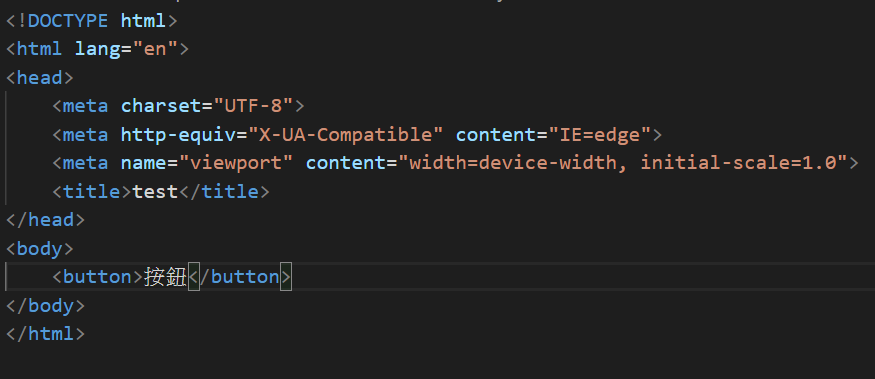 <!DOCTYPE html>
<html lang="en">
<head>
    <meta charset="UTF-8">
    <meta http-equiv="X-UA-Compatible" content="IE=edge">
    <meta name="viewport" content="width=device-width, initial-scale=1.0">
    <title>test</title>
</head>
<body>
    <button>按鈕</button>
</body>
</html>